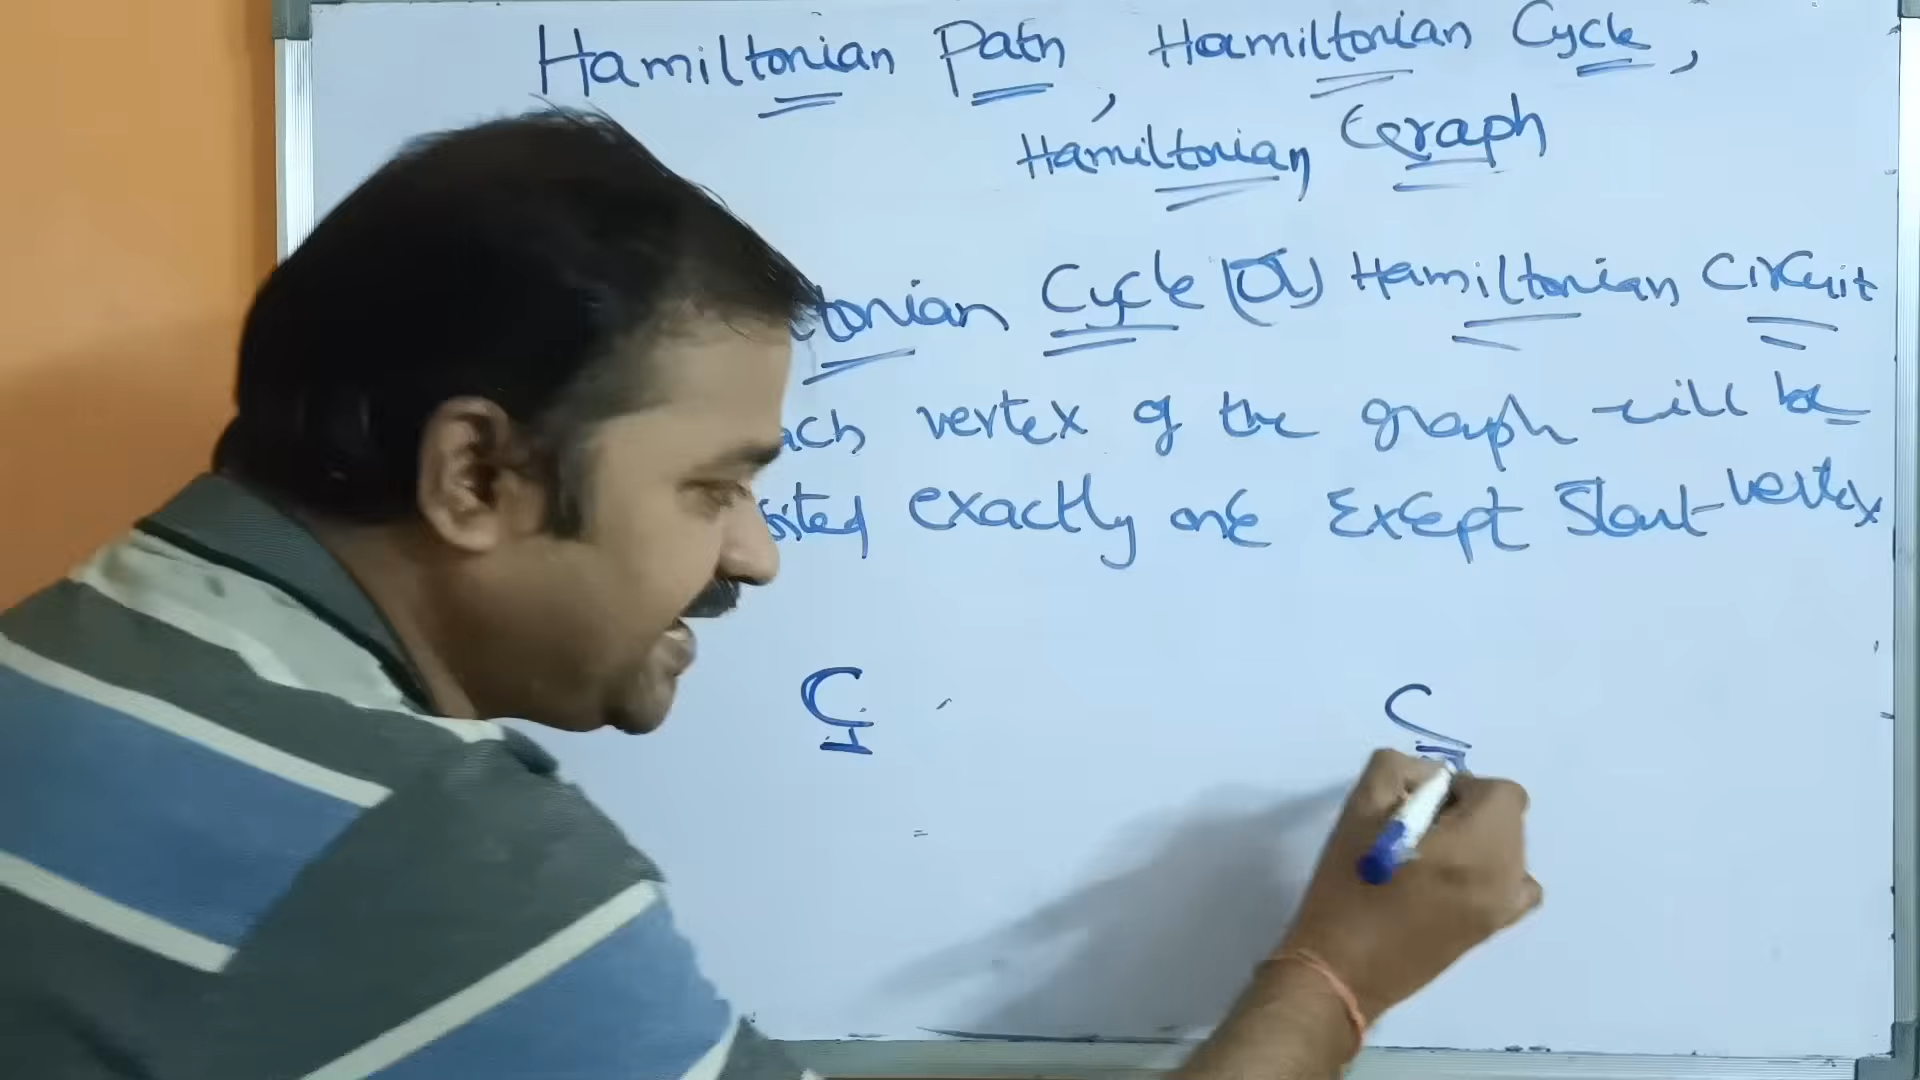 Hamiltonian Path, Hamiltonian Cycle,
Hamiltonian Graph
tonian Cycle (or) Hamiltonian Circuit
ach vertex of the graph will be
sited exactly one Except Start vertex
C C